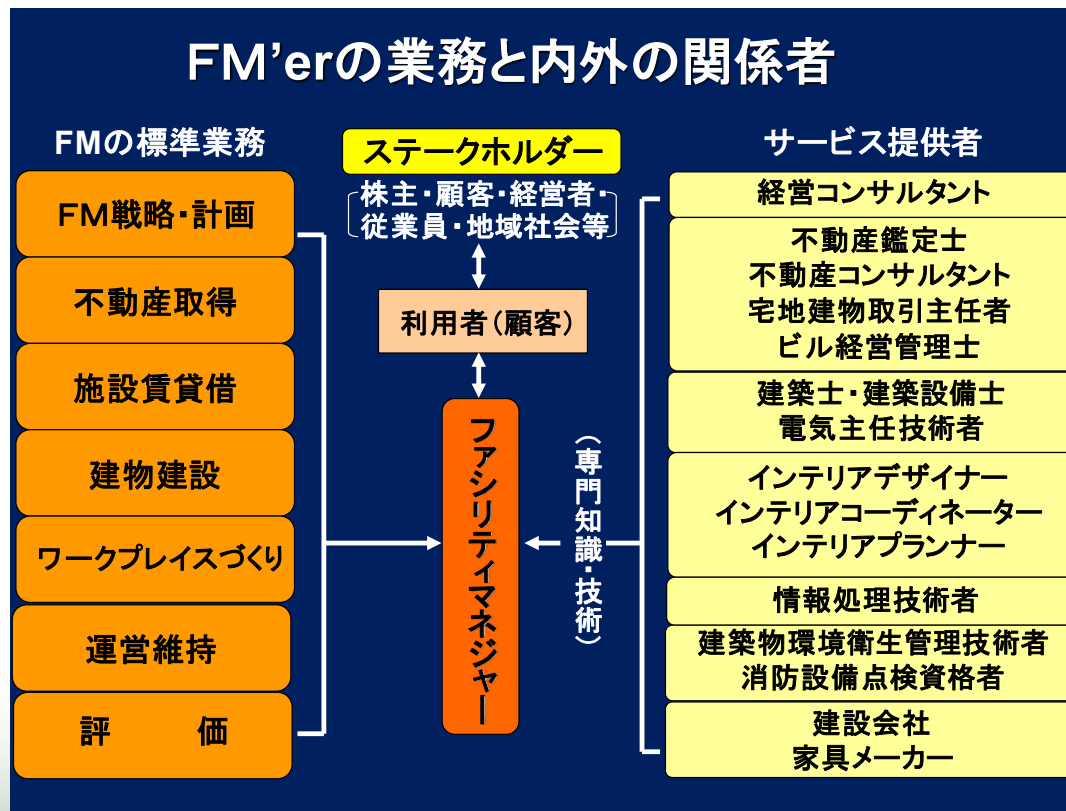 FM’erの業務と内外の関係者
FMの標準業務
FM戦略・計画
不動産取得
施設賃貸借
建物建設
ワークプレイスづくり
運営維持
評　価
ステークホルダー
株主・顧客・経営者・
従業員・地域社会等
利用者（顧客）
ファシリティマネジャー
（専門知識・技術）
サービス提供者
経営コンサルタント
不動産鑑定士
不動産コンサルタント
宅地建物取引主任者
ビル経営管理士
建築士・建築設備士
電気主任技術者
インテリアデザイナー
インテリアコーディネーター
インテリアプランナー
情報処理技術者
建築物環境衛生管理技術者
消防設備点検資格者
建設会社
家具メーカー